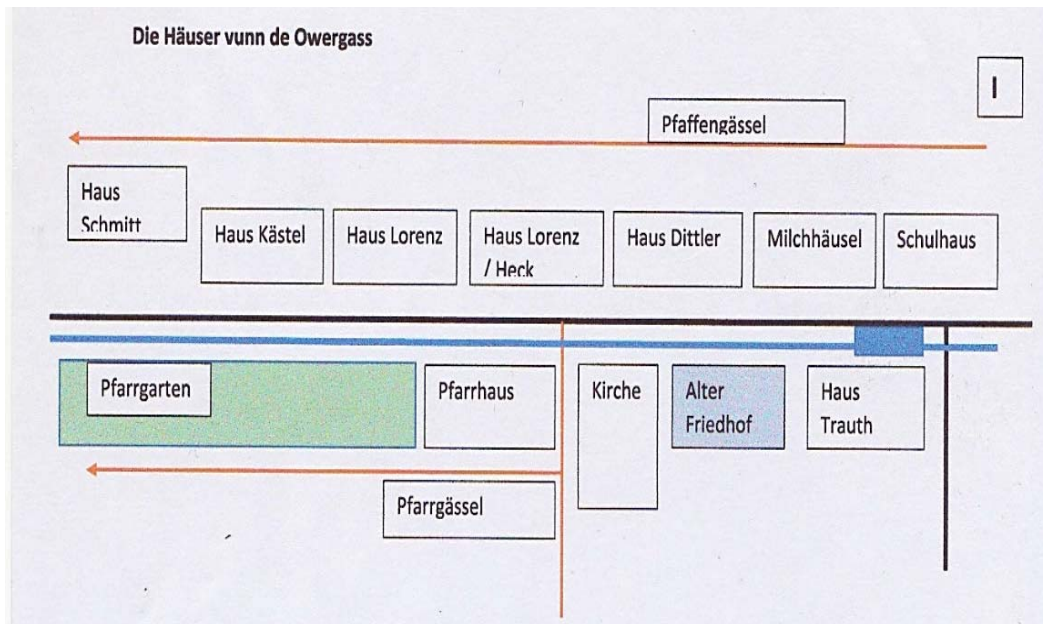 Die Häuser vunn de Owergass
I
Pfaffengässel
Haus
Schmitt
Haus Kästel
Haus Lorenz
Haus Lorenz
/ Heck
Haus Dittler
Milchhäusel
Schulhaus
Pfarrgarten
Pfarrhaus
Kirche
Alter
Friedhof
Haus
Trauth
Pfarrgässel